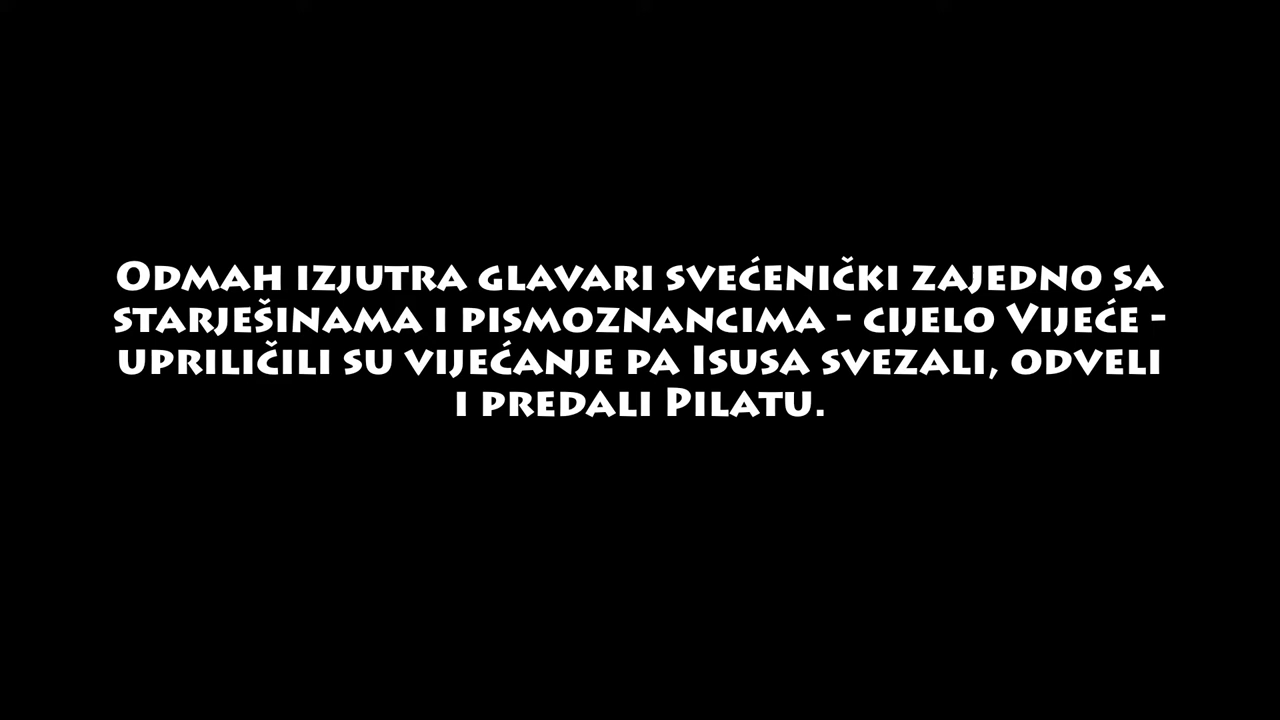 Odmah izjutra glavari svećenički zajedno sa
starješinama i pismoznancima - cijelo Vijeće -
upriličili su vijećanje pa Isusa svezali, odveli
i predali Pilatu.